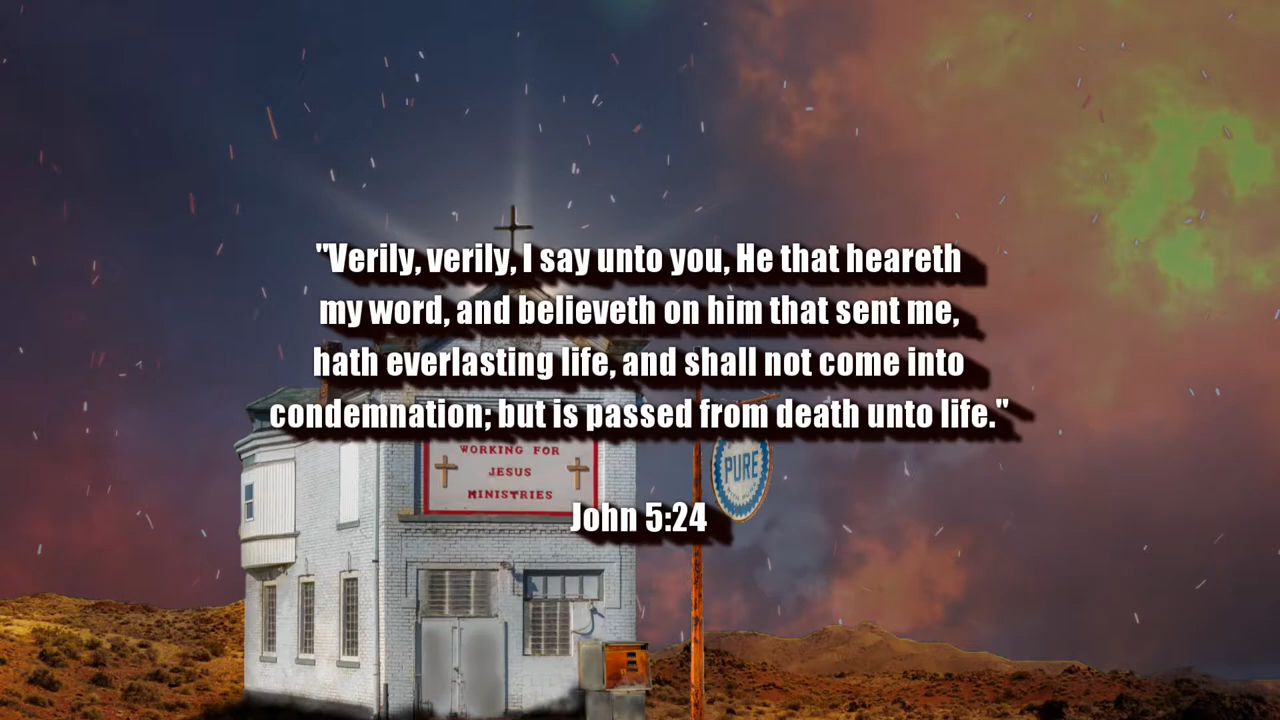 "Verily, verily, I say unto you, He that heareth
my word, and believeth on him that sent me,
hath everlasting life, and shall not come into
condemnation; but is passed from death unto life."
WORKING FOR
JESUS
MINISTRIES
PURE
John 5:24